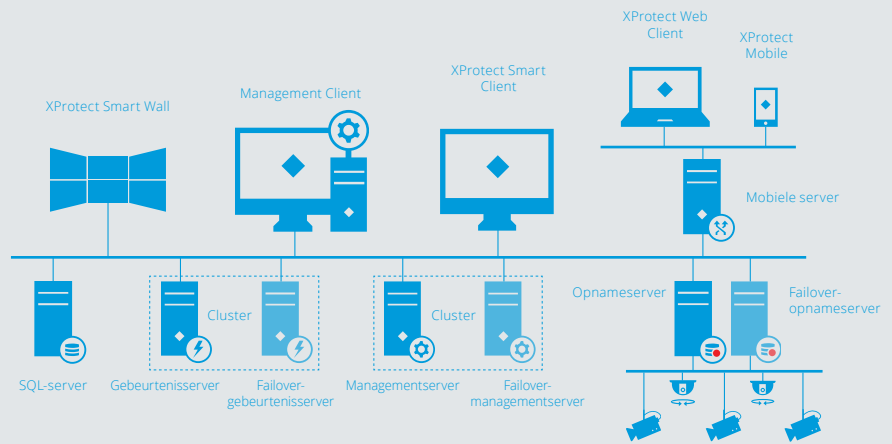 XProtect Web
Client
XProtect
Mobile
XProtect Smart
Client
Management Client
XProtect Smart Wall
Mobiele server
Opnameserver
Failover-
opnameserver
Cluster
Cluster
SQL-server
Gebeurtenisserver
Failover-
gebeurtenisserver
Managementserver
Failover-
managementserver